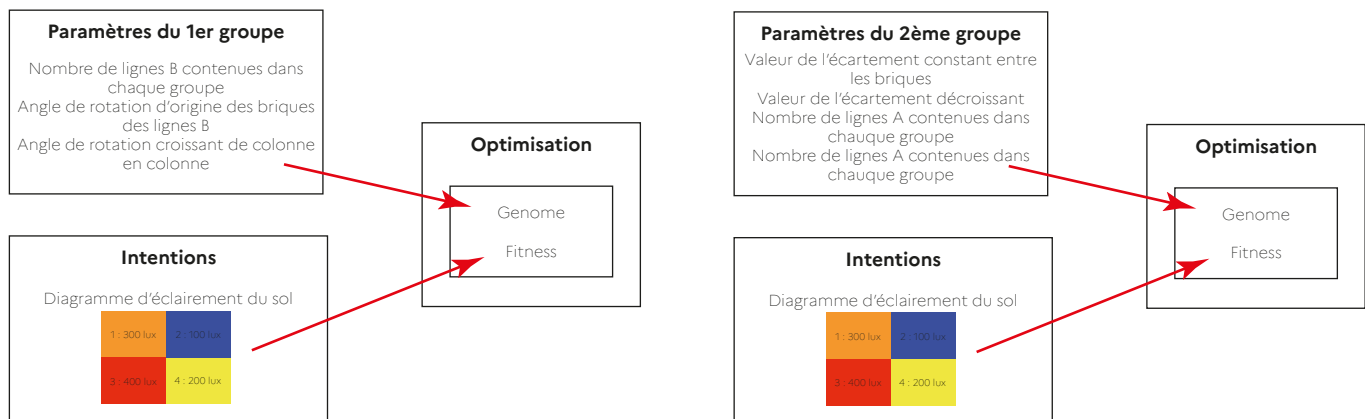 Paramètres du 1er groupe
Nombre de lignes B contenues dans
chaque groupe
Angle de rotation d'origine des briques
des lignes B
Angle de rotation croissant de colonne
en colonne
Optimisation
Genome
Fitness
Intentions
Diagramme d'éclairement du sol
1 : 300 lux
2 : 100 lux
3 : 400 lux
4 : 200 lux
Paramètres du 2ème groupe
Valeur de l'écartement constant entre
les briques
Valeur de l'écartement décroissant
Nombre de lignes A contenues dans
chauque groupe
Nombre de lignes A contenues dans
chauque groupe
Optimisation
Genome
Fitness
Intentions
Diagramme d'éclairement du sol
1 : 300 lux
2 : 100 lux
3 : 400 lux
4 : 200 lux